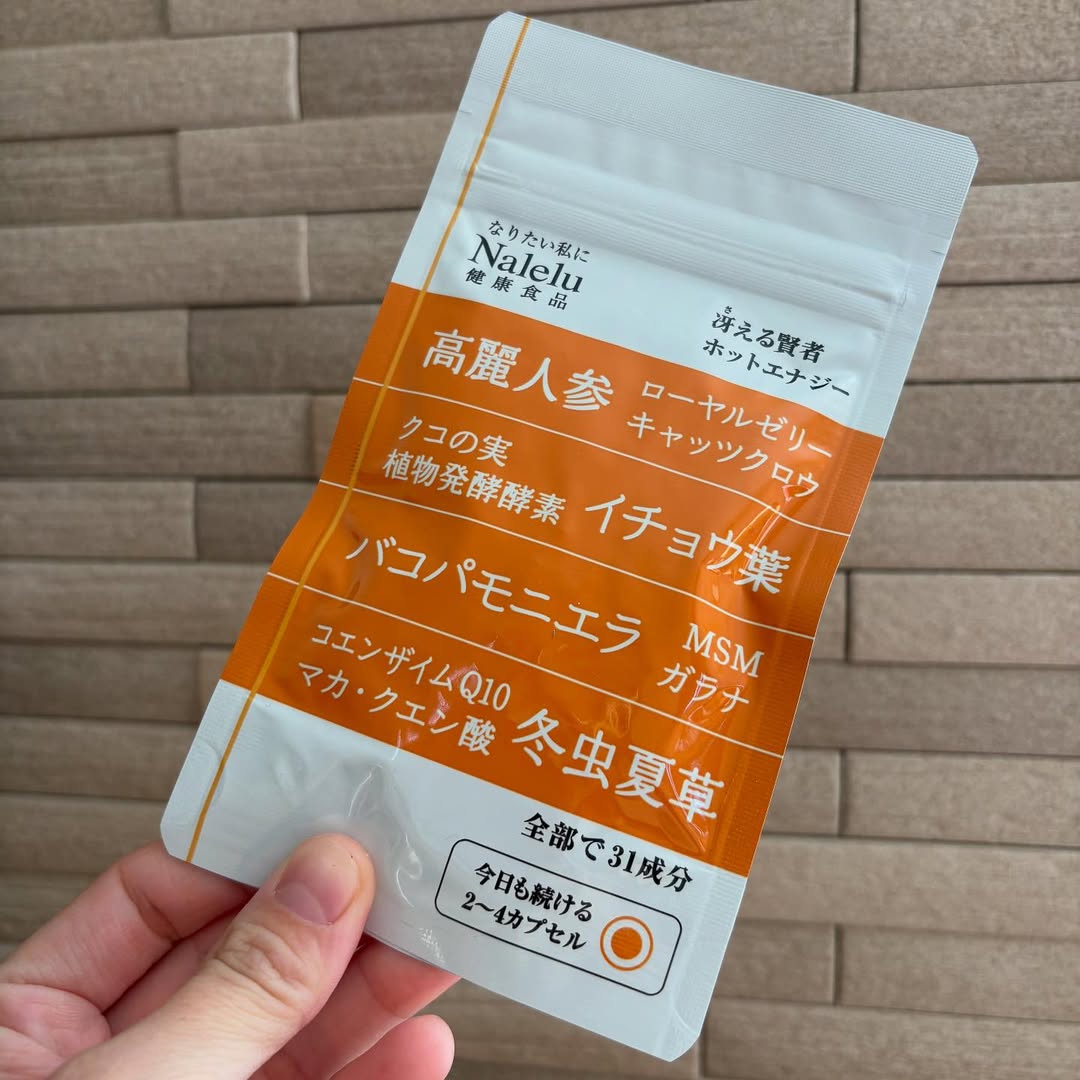 なりたい私に
Nalelu
健康食品
さ
冴える賢者
ホットエナジー
高麗人参
ローヤルゼリー
キャッツクロウ
クコの実
植物発酵酵素
イチョウ葉
バコパモニエラ
MSM
ガラナ
コエンザイムQ10
マカ・クエン酸
冬虫夏草
全部で31成分
今日も続ける
2〜4カプセル